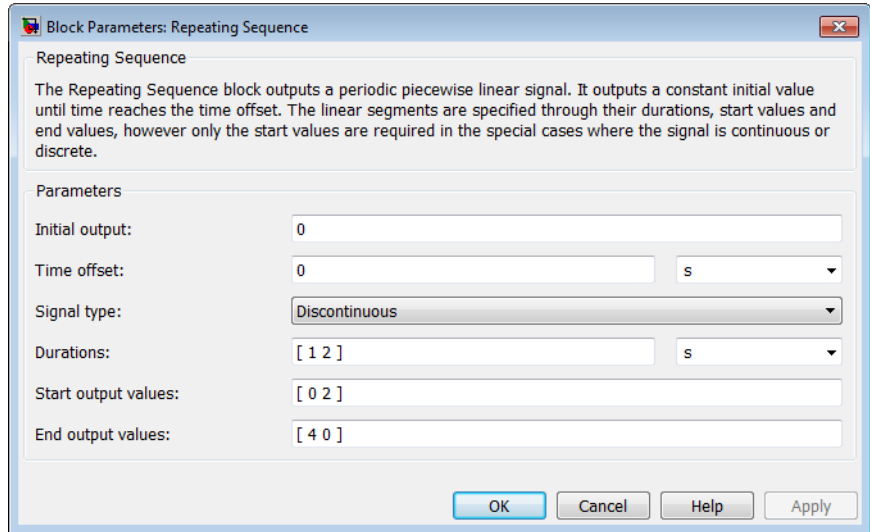 Block Parameters: Repeating Sequence
Repeating Sequence
The Repeating Sequence block outputs a periodic piecewise linear signal. It outputs a constant initial value
until time reaches the time offset. The linear segments are specified through their durations, start values and
end values, however only the start values are required in the special cases where the signal is continuous or
discrete.
Parameters
Initial output: 0
Time offset: 0 s
Signal type: Discontinuous
Durations: [ 1 2 ] s
Start output values: [ 0 2 ]
End output values: [ 4 0 ]
OK Cancel Help Apply